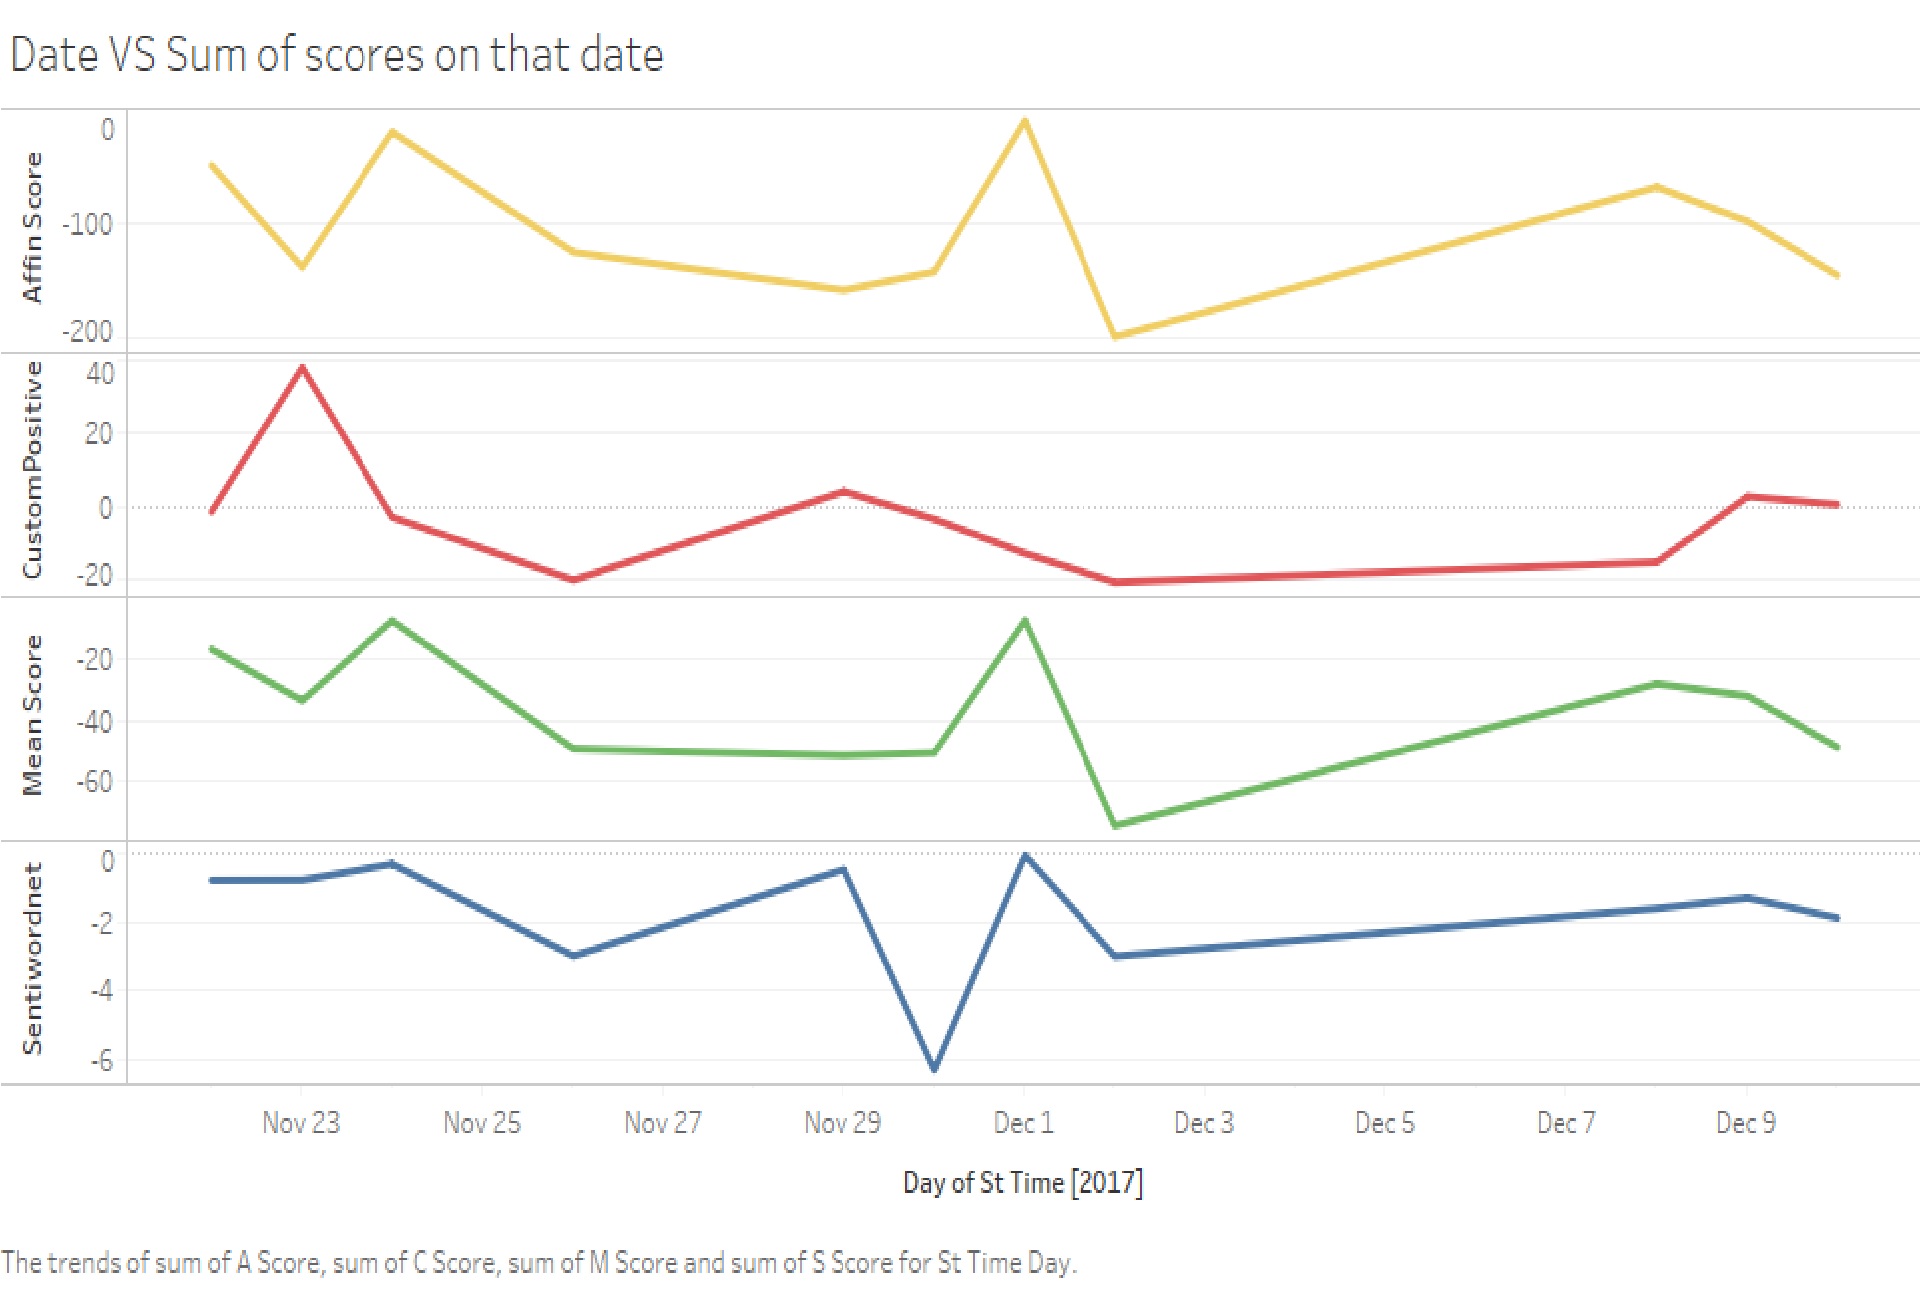 Date VS Sum of scores on that date
Affin Score
0
-100
-200
CustomPositive
40
20
0
-20
Mean Score
-20
-40
-60
Sentiwordnet
0
-2
-4
-6
Nov 23 Nov 25 Nov 27 Nov 29 Dec 1 Dec 3 Dec 5 Dec 7 Dec 9
Day of St Time [2017]
The trends of sum of A Score, sum of C Score, sum of M Score and sum of S Score for St Time Day.